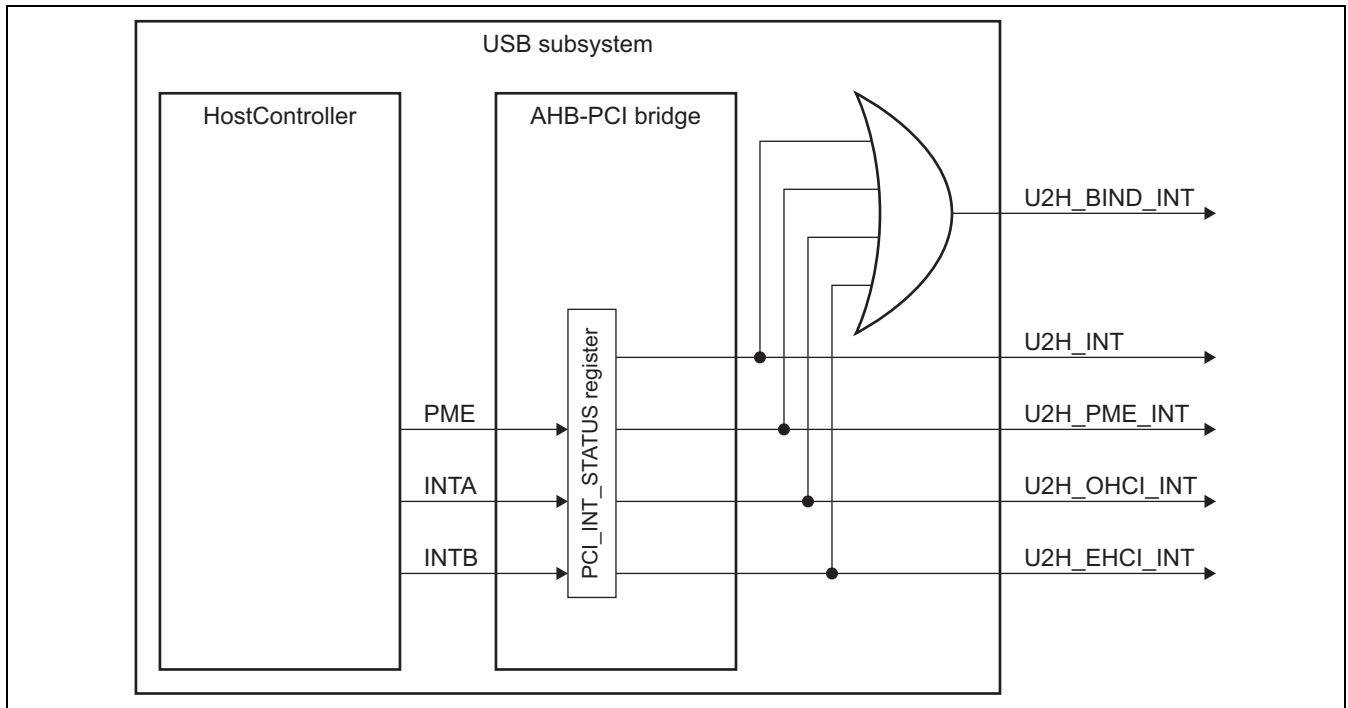 USB subsystem
HostController
AHB-PCI bridge
U2H_BIND_INT
U2H_INT
PCI_INT_STATUS register
PME
U2H_PME_INT
INTA
U2H_OHCI_INT
INTB
U2H_EHCI_INT